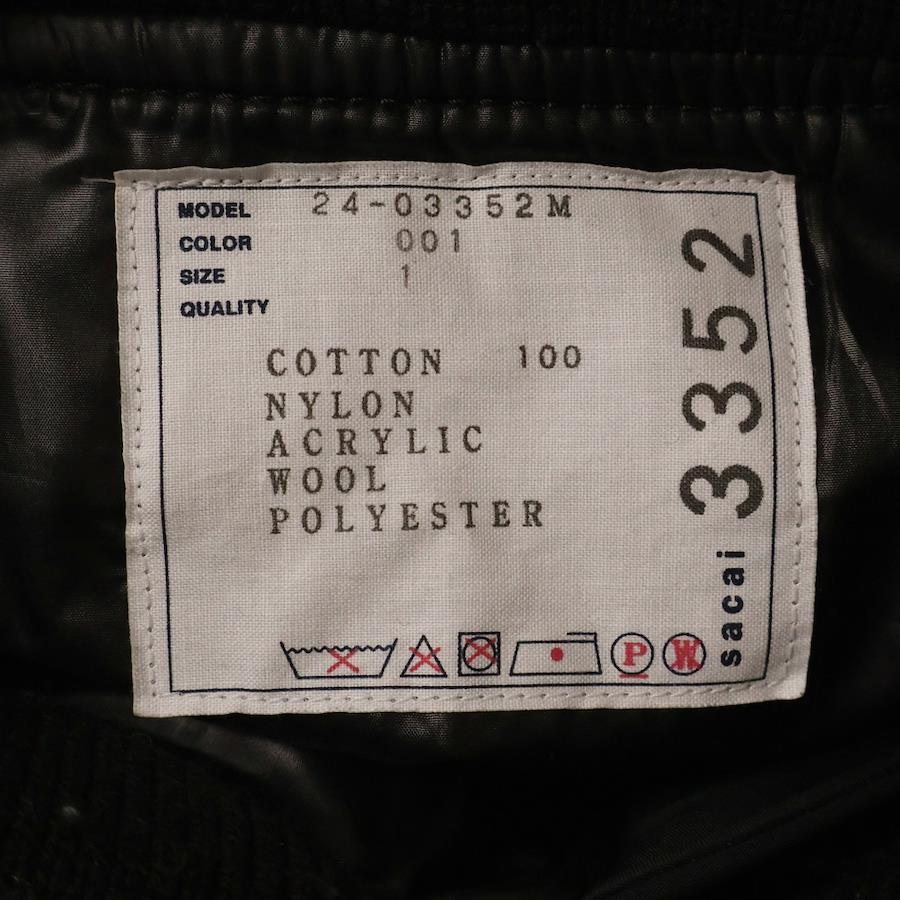 MODEL 24-03352M
COLOR 001
SIZE 1
QUALITY
COTTON 100
NYLON
ACRYLIC
WOOL
POLYESTER
P W
sacai 3352